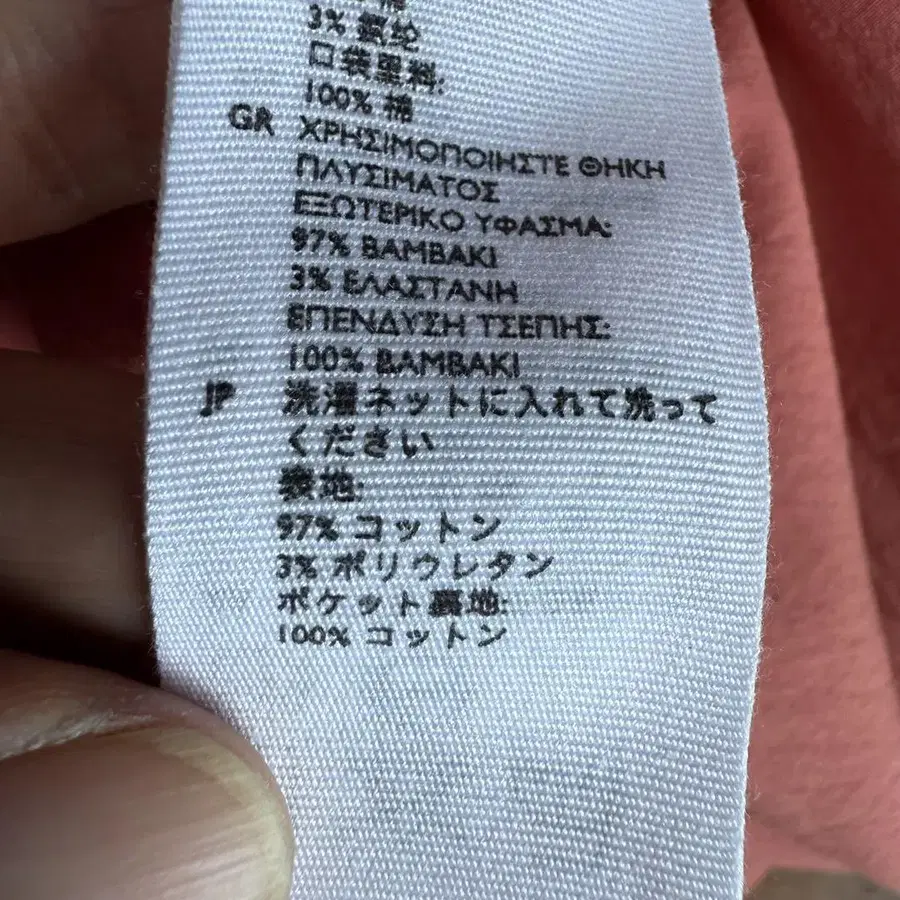 3% 氨纶
口袋里料:
100% 棉
GR ΧΡΗΣΙΜΟΠΟΙΗΣΤΕ ΘΗΚΗ
ΠΛΥΣΙΜΑΤΟΣ
ΕΞΩΤΕΡΙΚΟ ΥΦΑΣΜΑ:
97% ΒΑΜΒΑΚΙ
3% ΕΛΑΣΤΑΝΗ
ΕΠΕΝΔΥΣΗ ΤΣΕΠΗΣ:
100% ΒΑΜΒΑΚΙ
JP 洗濯ネットに入れて洗って
ください
表地:
97% コットン
3% ポリウレタン
ポケット裏地:
100% コットン